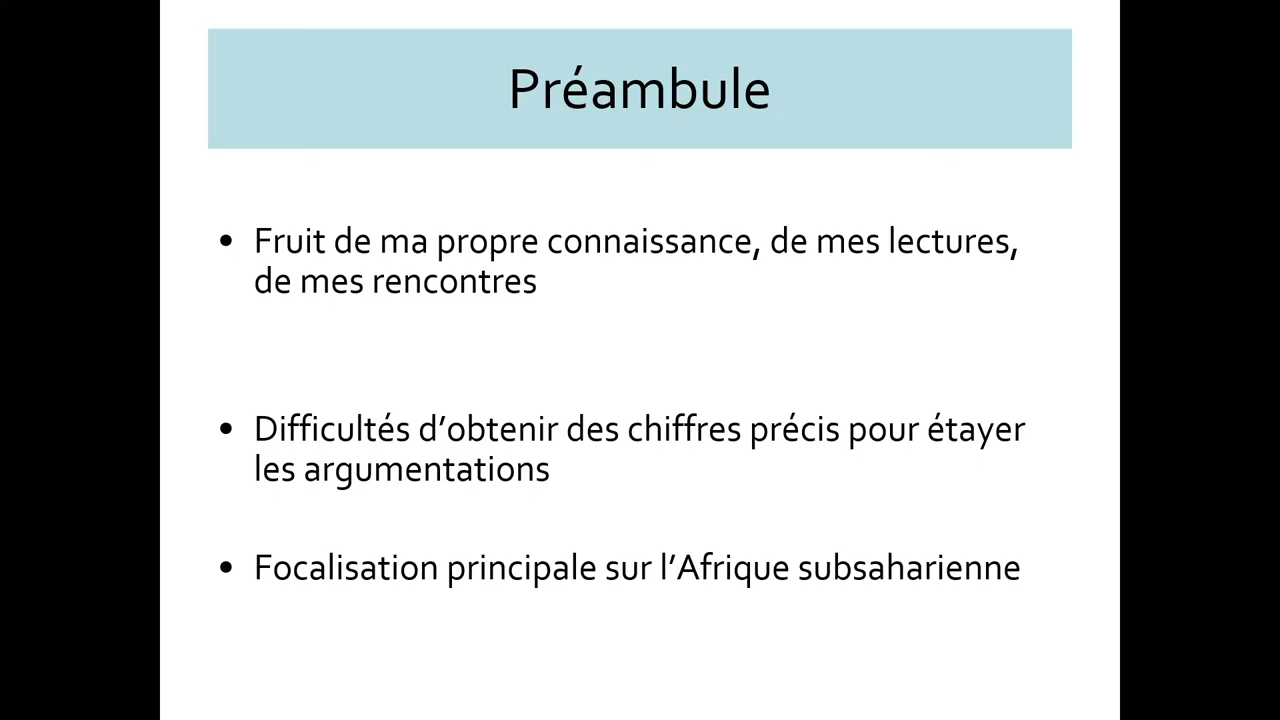 Préambule
• Fruit de ma propre connaissance, de mes lectures,
de mes rencontres
• Difficultés d’obtenir des chiffres précis pour étayer
les argumentations
• Focalisation principale sur l’Afrique subsaharienne